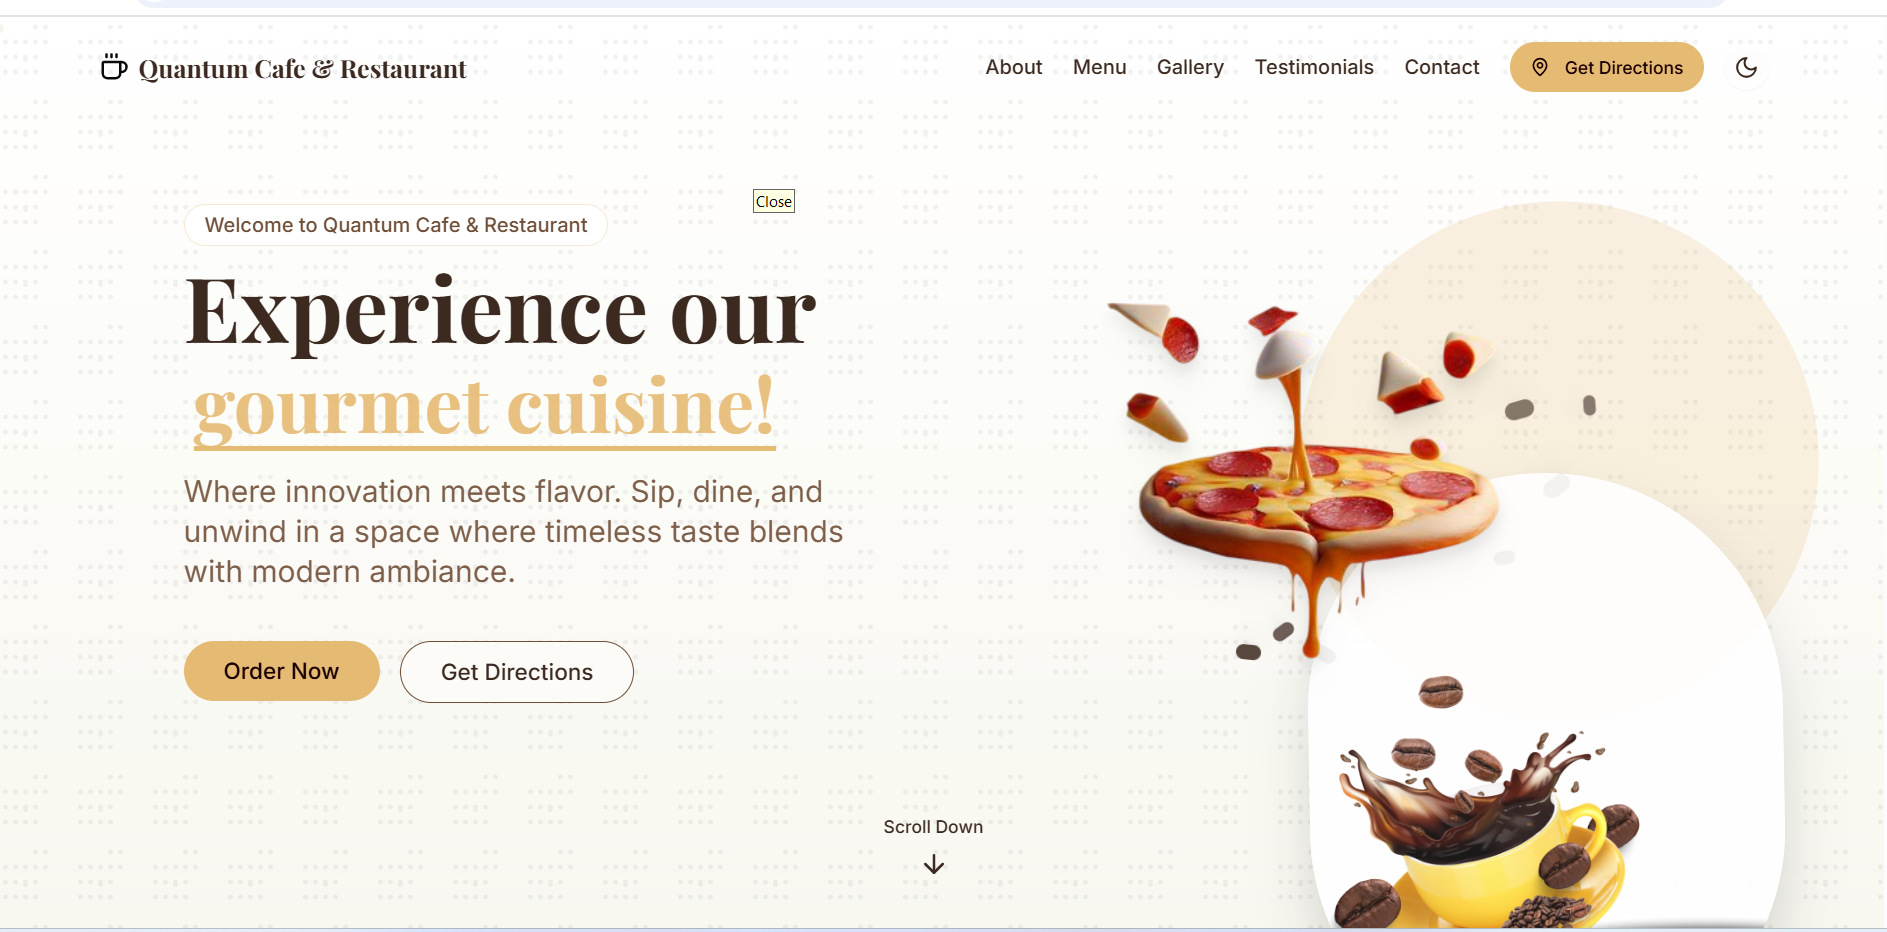 Quantum Cafe & Restaurant
About Menu Gallery Testimonials Contact Get Directions
Close
Welcome to Quantum Cafe & Restaurant
Experience our
gourmet cuisine!
Where innovation meets flavor. Sip, dine, and
unwind in a space where timeless taste blends
with modern ambiance.
Order Now Get Directions
Scroll Down